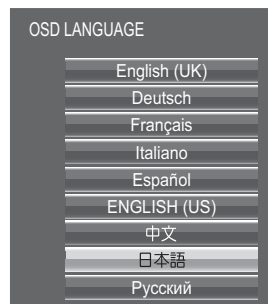 OSD LANGUAGE
English (UK)
Deutsch
Français
Italiano
Español
ENGLISH (US)
中文
日本語
Русский